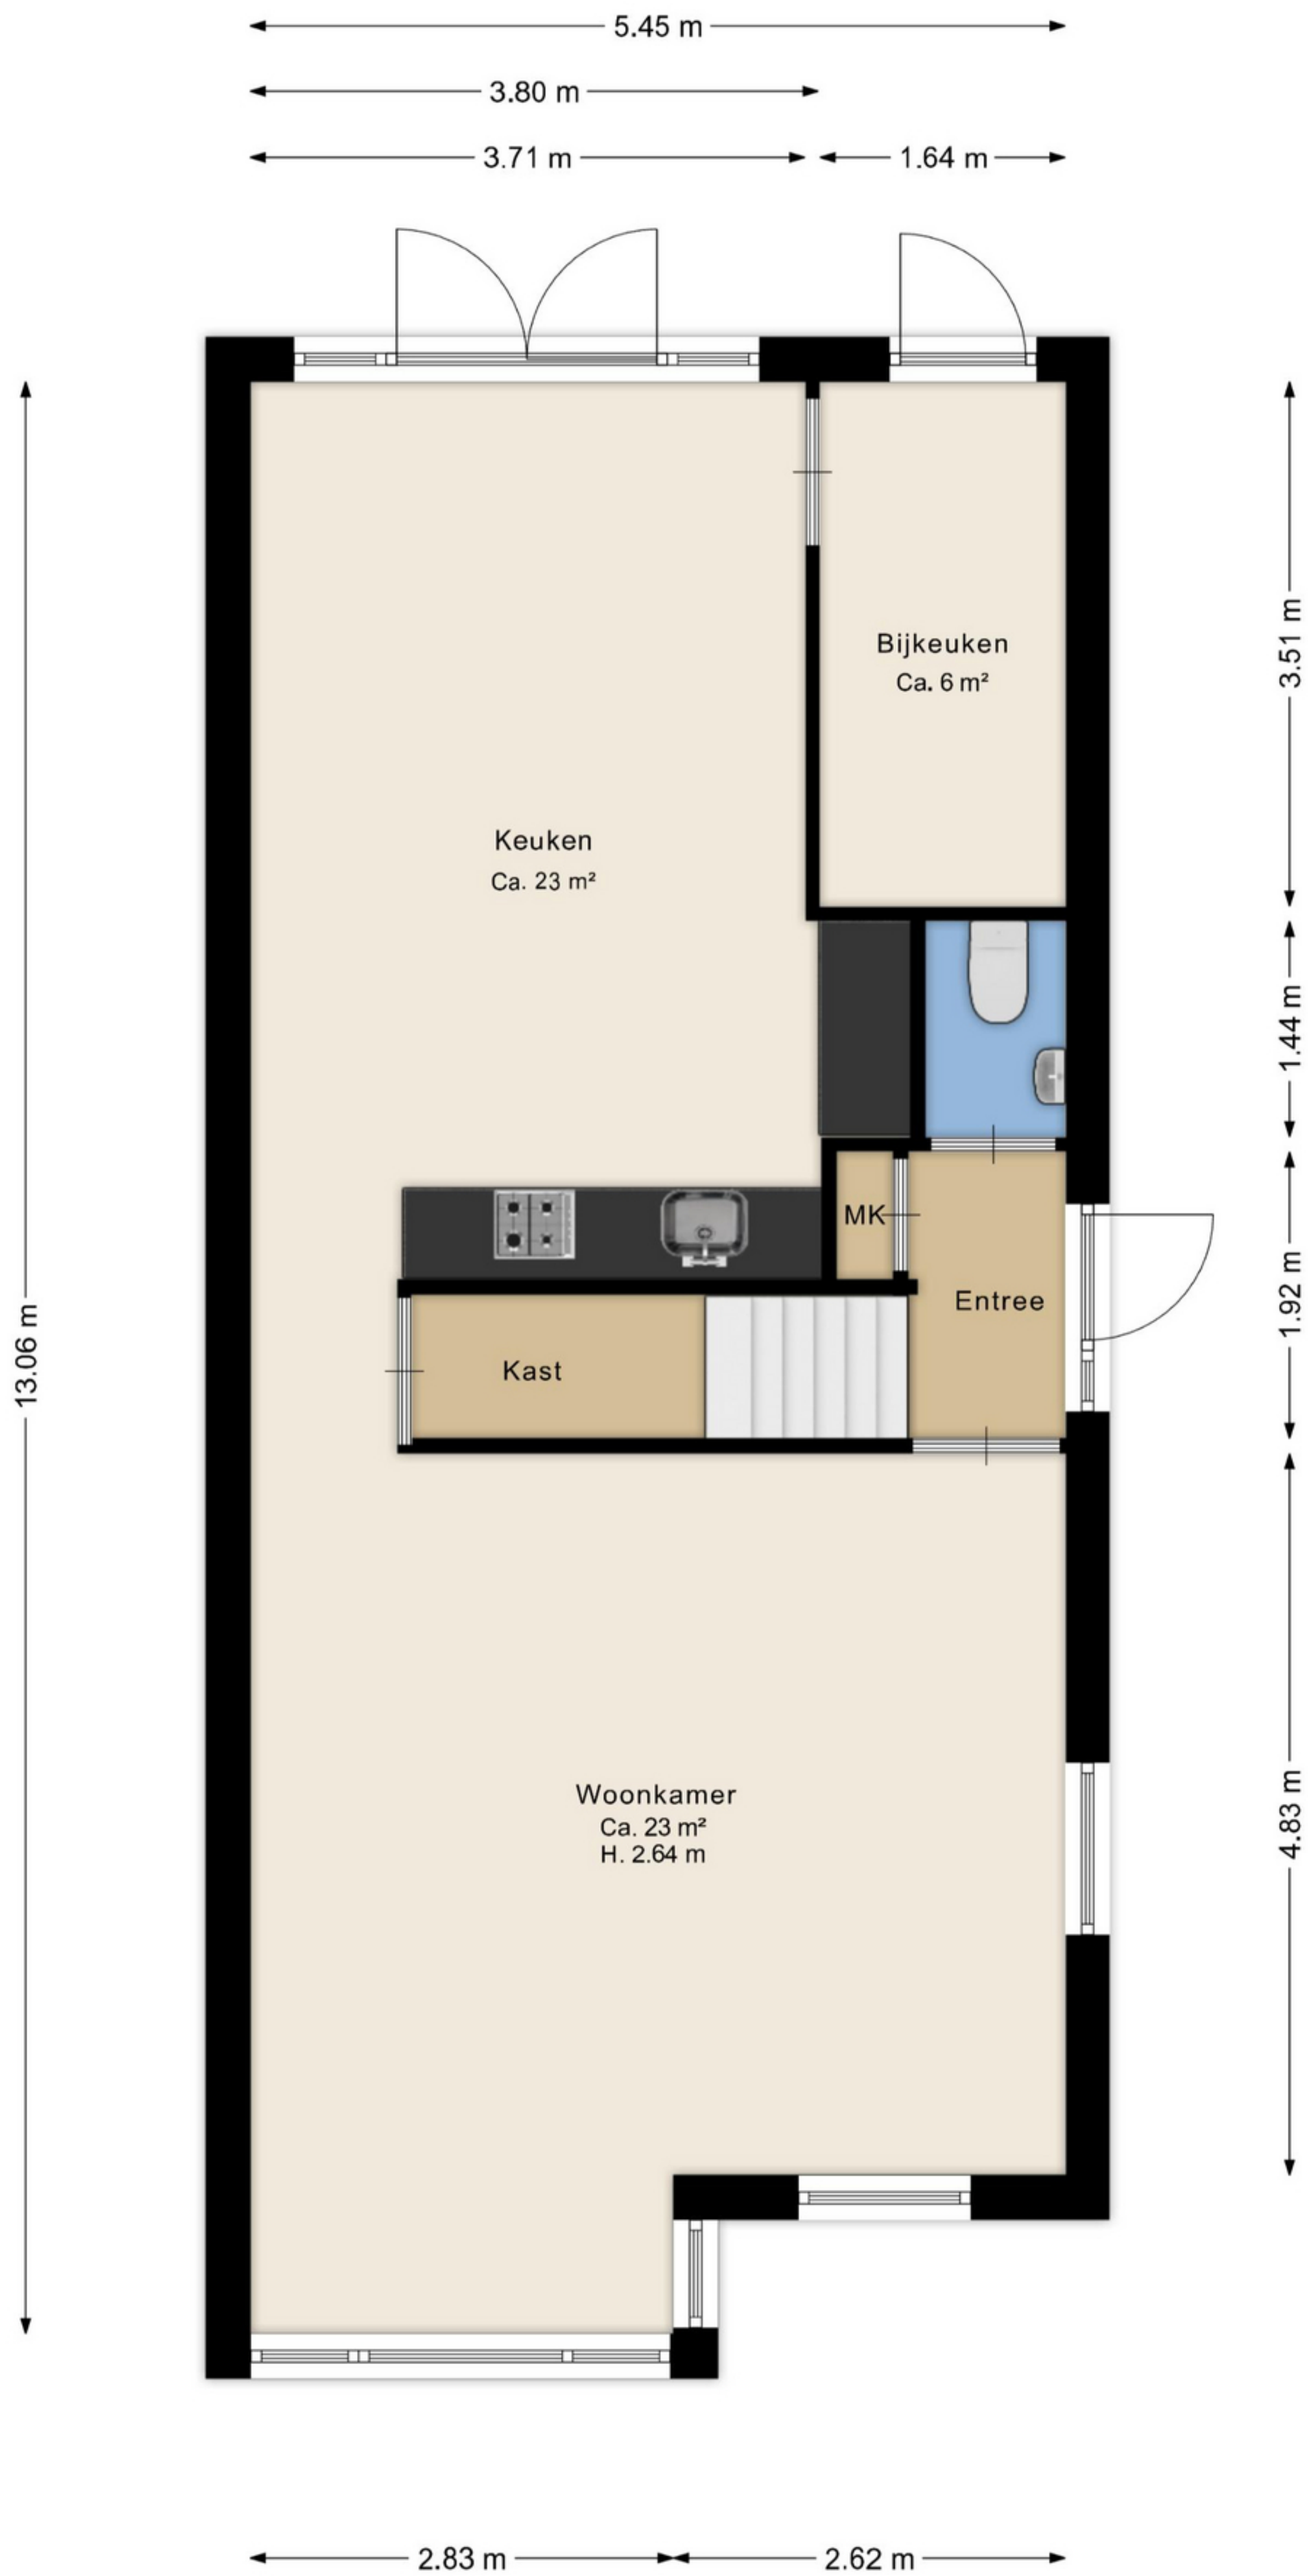 5.45 m
3.80 m
3.71 m
1.64 m
3.51 m
Bijkeuken
Ca. 6 m²
Keuken
Ca. 23 m²
1.44 m
MK
1.92 m
Entree
13.06 m
Kast
Woonkamer
Ca. 23 m²
H. 2.64 m
4.83 m
2.83 m
2.62 m